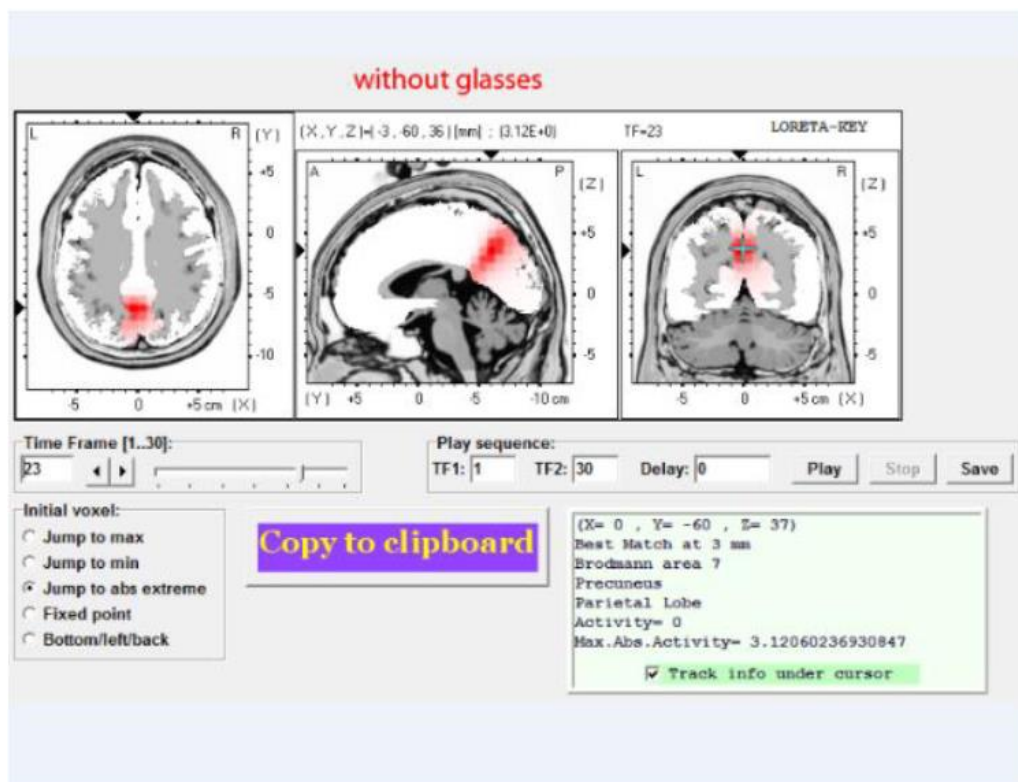 without glasses
(X,Y,Z)=(-3,-60,36)[mm] ; (3.12E+0) TF=23 LORETA-KEY
L R (Y)
+5
0
-5
-10
-5 0 +5 cm (X)
A P (Z)
+5
0
-5
(Y) +5 0 -5 -10 cm
L R (Z)
+5
0
-5
-5 0 +5 cm (X)
Time Frame [1..30]:
23
Play sequence:
TF1: 1 TF2: 30 Delay: 0 Play Stop Save
Initial voxel:
Jump to max
Jump to min
Jump to abs extreme
Fixed point
Bottom/left/back
Copy to clipboard
(X= 0 , Y= -60 , Z= 37)
Best Match at 3 mm
Brodmann area 7
Precuneus
Parietal Lobe
Activity= 0
Max.Abs.Activity= 3.12060236930847
Track info under cursor